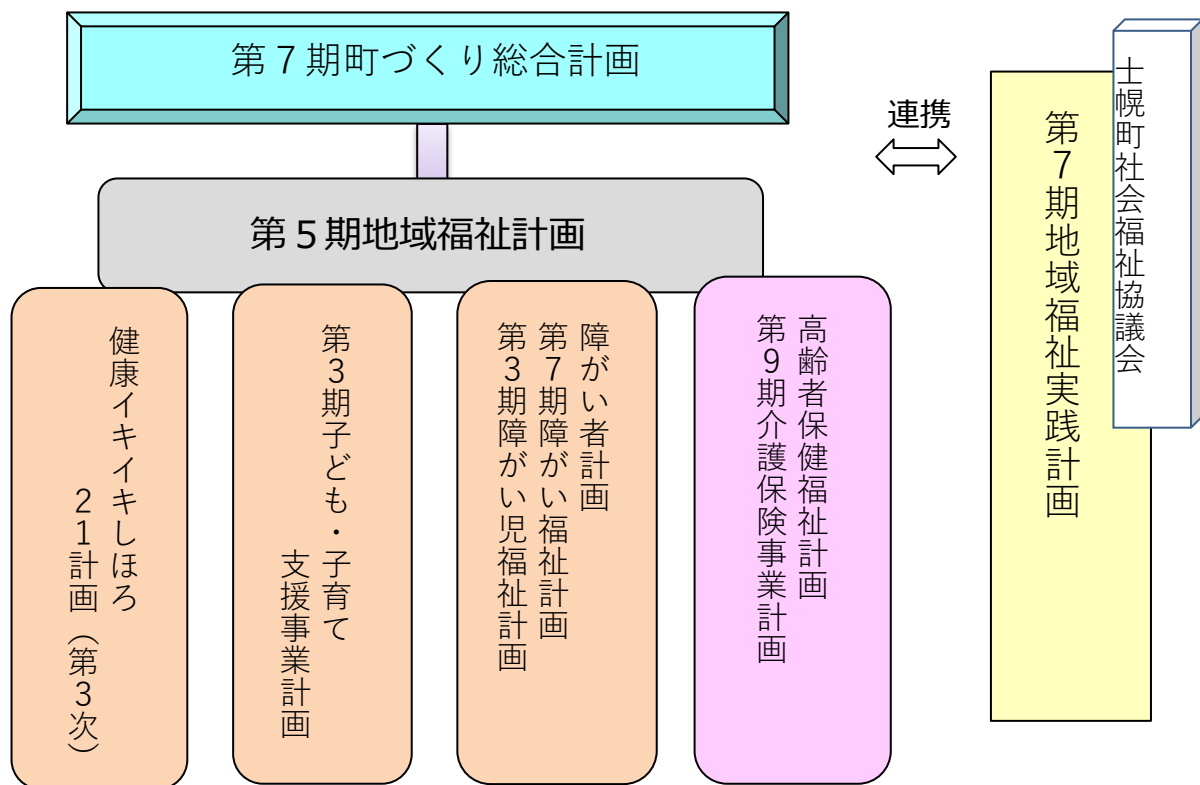 第７期町づくり総合計画
連携
士幌町社会福祉協議会
第７期地域福祉実践計画
第５期地域福祉計画
健康イキイキしほろ
２１計画（第３次）
第３期子ども・子育て
支援事業計画
障がい者計画
第７期障がい福祉計画
第３期障がい児福祉計画
高齢者保健福祉計画
第９期介護保険事業計画